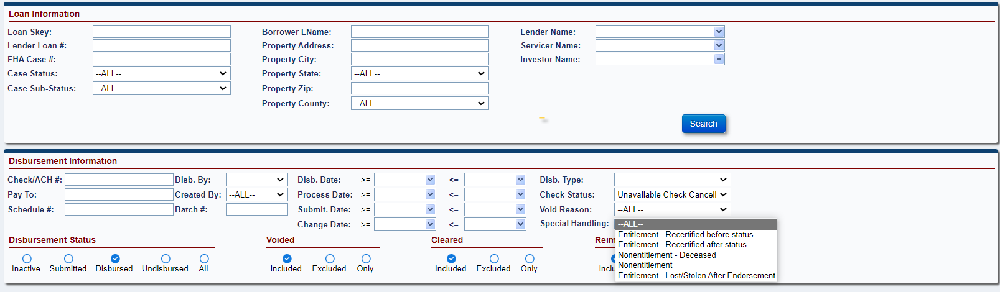 Loan Information
Loan Skey: Borrower LName: Lender Name:
Lender Loan #: Property Address: Servicer Name:
FHA Case #: Property City: Investor Name:
Case Status: --ALL-- Property State: --ALL--
Case Sub-Status: --ALL-- Property Zip:
Property County: --ALL--
Search
Disbursement Information
Check/ACH #: Disb. By: Disb. Date: >= <= Disb. Type:
Pay To: Created By: --ALL-- Process Date: >= <= Check Status: Unavailable Check Cancell
Schedule #: Batch #: Submit. Date: >= <= Void Reason: --ALL--
Change Date: >= <= Special Handling: --ALL--
Entitlement - Recertified before status
Entitlement - Recertified after status
Nonentitlement - Deceased
Nonentitlement
Entitlement - Lost/Stolen After Endorsement
Disbursement Status Voided Cleared Reim
Inactive Submitted Disbursed Undisbursed All Included Excluded Only Included Excluded Only Inclu